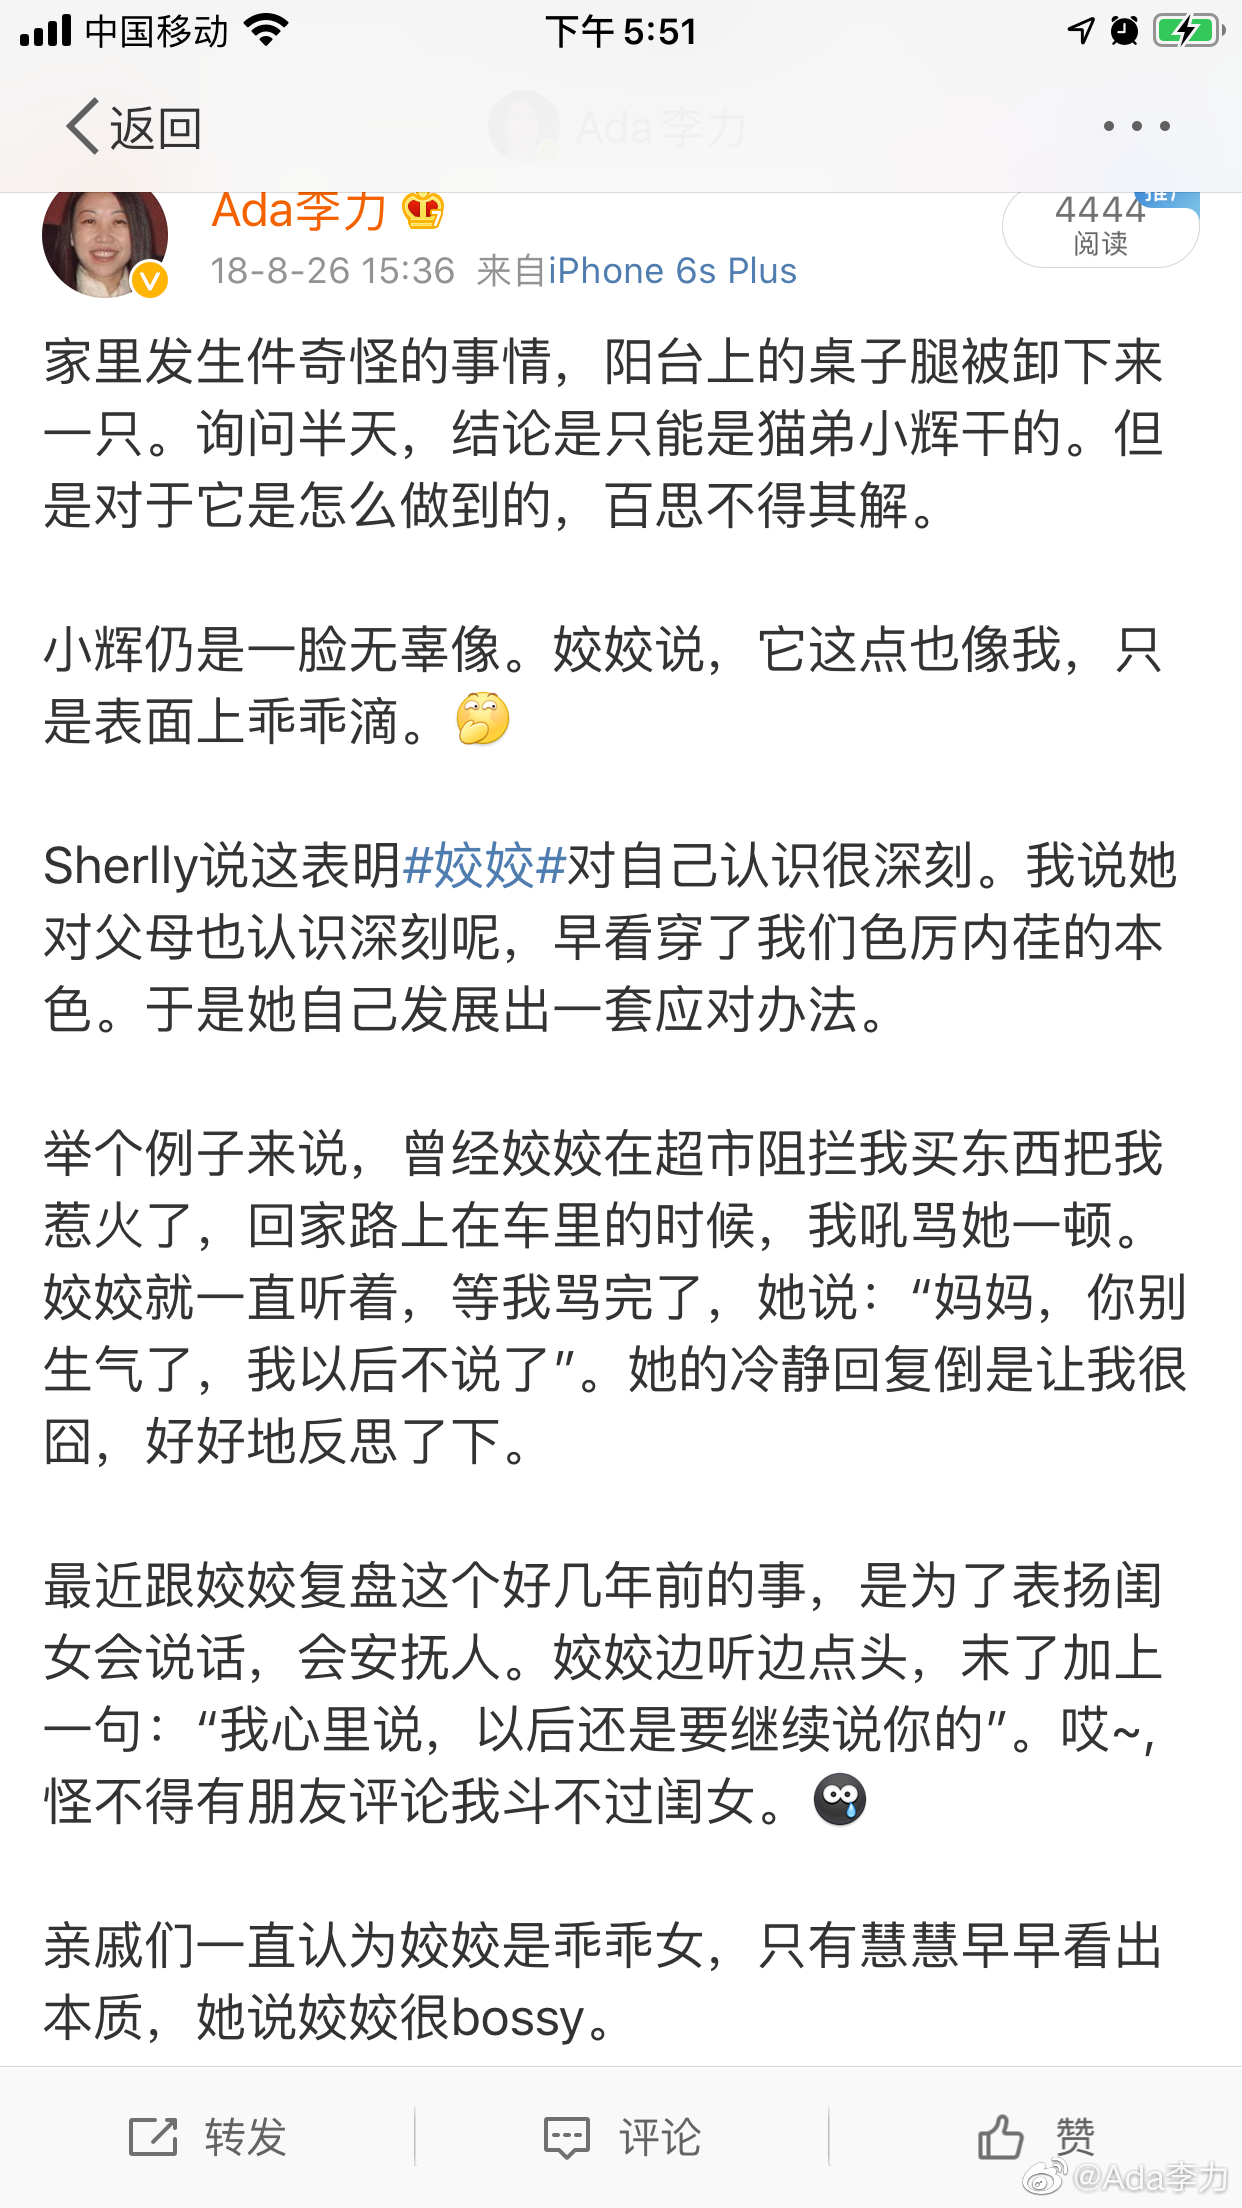 中国移动 下午 5:51
返回 Ada李力
Ada李力 4444
18-8-26 15:36 来自iPhone 6s Plus 阅读
家里发生件奇怪的事情，阳台上的桌子腿被卸下来
一只。询问半天，结论是只能是猫弟小辉干的。但
是对于它是怎么做到的，百思不得其解。
小辉仍是一脸无辜像。姣姣说，它这点也像我，只
是表面上乖乖滴。
Sherlly说这表明#姣姣#对自己认识很深刻。我说她
对父母也认识深刻呢，早看穿了我们色厉内荏的本
色。于是她自己发展出一套应对办法。
举个例子来说，曾经姣姣在超市阻拦我买东西把我
惹火了，回家路上在车里的时候，我吼骂她一顿。
姣姣就一直听着，等我骂完了，她说：“妈妈，你别
生气了，我以后不说了”。她的冷静回复倒是让我很
囧，好好地反思了下。
最近跟姣姣复盘这个好几年前的事，是为了表扬闺
女会说话，会安抚人。姣姣边听边点头，末了加上
一句：“我心里说，以后还是要继续说你的”。哎~，
怪不得有朋友评论我斗不过闺女。
亲戚们一直认为姣姣是乖乖女，只有慧慧早早看出
本质，她说姣姣很bossy。
转发 评论 赞
@Ada李力